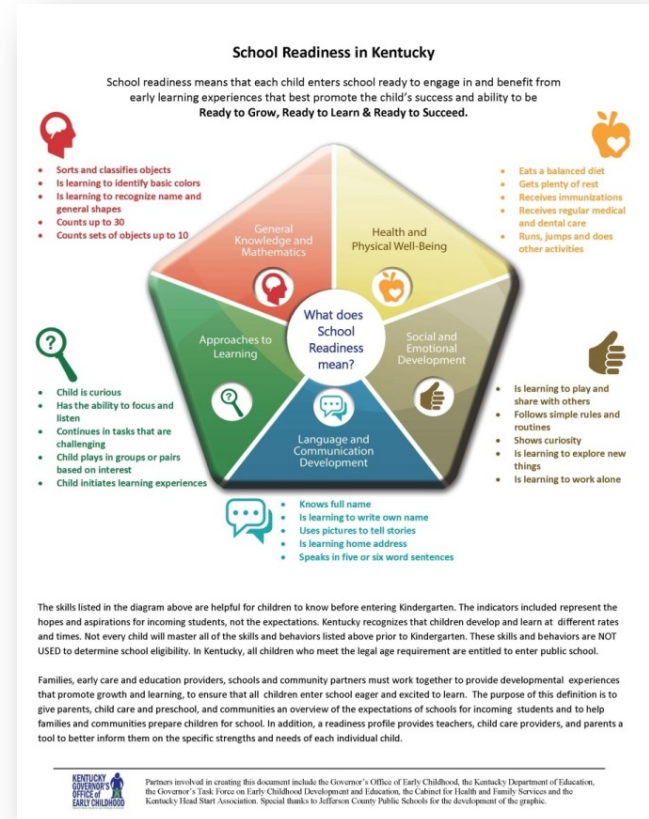 School Readiness in Kentucky
School readiness means that each child enters school ready to engage in and benefit from
early learning experiences that best promote the child's success and ability to be
Ready to Grow, Ready to Learn & Ready to Succeed.
• Sorts and classifies objects
• Is learning to identify basic colors
• Is learning to recognize name and
general shapes
• Counts up to 30
• Counts sets of objects up to 10
• Eats a balanced diet
• Gets plenty of rest
• Receives immunizations
• Receives regular medical
and dental care
• Runs, jumps and does
other activities
General
Knowledge and
Mathematics
Health and
Physical Well-Being
What does
School
Readiness
mean?
Approaches to
Learning
Social and
Emotional
Development
Language and
Communication
Development
• Child is curious
• Has the ability to focus and
listen
• Continues in tasks that are
challenging
• Child plays in groups or pairs
based on interest
• Child initiates learning experiences
• Is learning to play and
share with others
• Follows simple rules and
routines
• Shows curiosity
• Is learning to explore new
things
• Is learning to work alone
• Knows full name
• Is learning to write own name
• Uses pictures to tell stories
• Is learning home address
• Speaks in five or six word sentences
The skills listed in the diagram above are helpful for children to know before entering Kindergarten. The indicators included represent the
hopes and aspirations for incoming students, not the expectations. Kentucky recognizes that children develop and learn at different rates
and times. Not every child will master all of the skills and behaviors listed above prior to Kindergarten. These skills and behaviors are NOT
USED to determine school eligibility. In Kentucky, all children who meet the legal age requirement are entitled to enter public school.
Families, early care and education providers, schools and community partners must work together to provide developmental experiences
that promote growth and learning, to ensure that all children enter school eager and excited to learn. The purpose of this definition is to
give parents, child care and preschool, and communities an overview of the expectations of schools for incoming students and to help
families and communities prepare children for school. In addition, a readiness profile provides teachers, child care providers, and parents a
tool to better inform them on the specific strengths and needs of each individual child.
KENTUCKY
GOVERNOR'S
OFFICE of
EARLY CHILDHOOD
Partners involved in creating this document include the Governor's Office of Early Childhood, the Kentucky Department of Education,
the Governor's Task Force on Early Childhood Development and Education, the Cabinet for Health and Family Services and the
Kentucky Head Start Association. Special thanks to Jefferson County Public Schools for the development of the graphic.